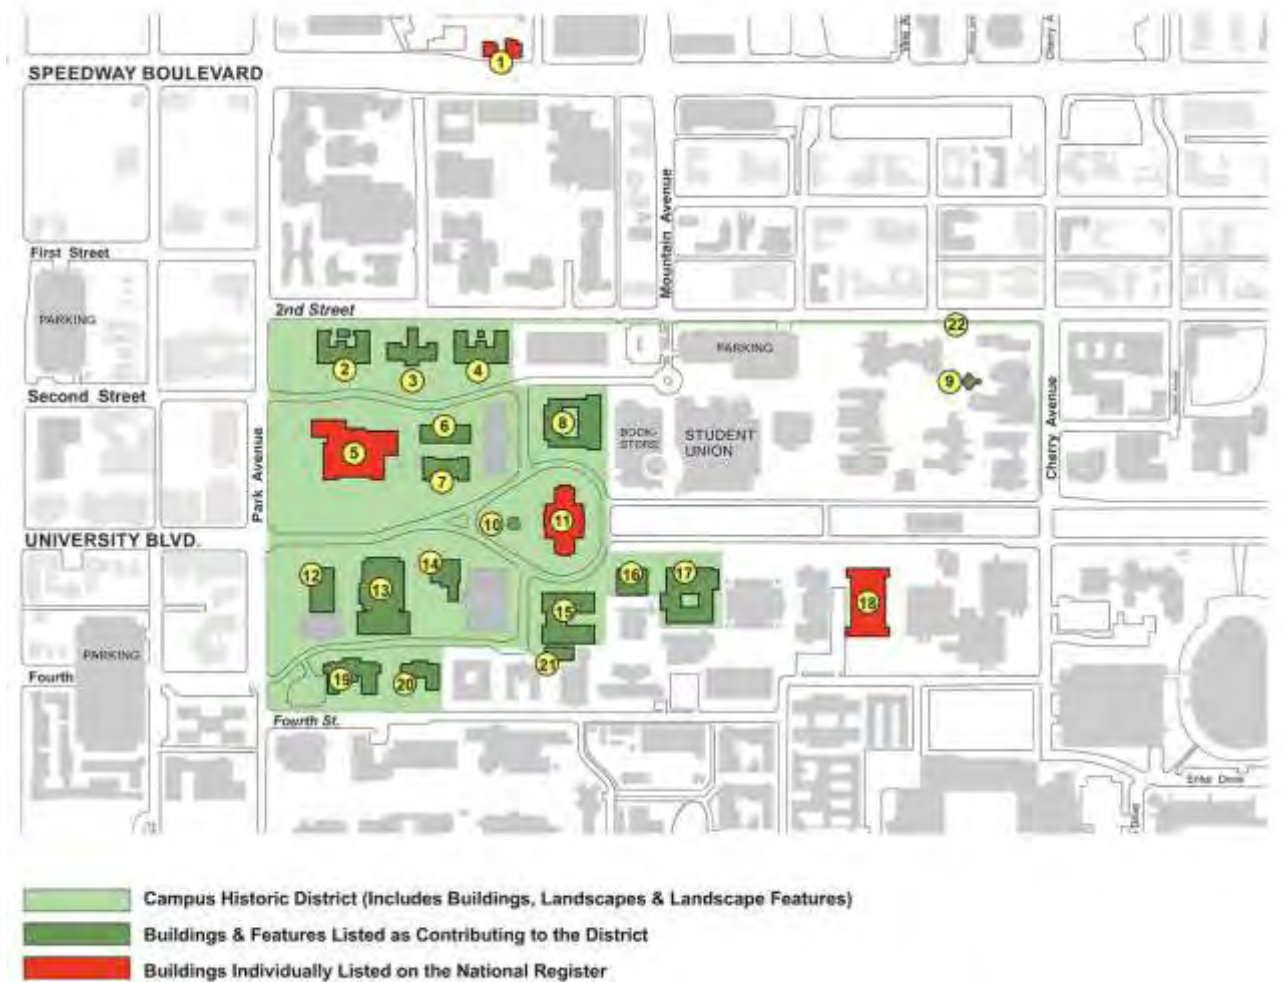 1
SPEEDWAY BOULEVARD
Cherry A
Mountain Avenue
First Street
PARKING
2nd Street
22
2
3
4
PARKING
9
Second Street
Park Avenue
5
6
7
8
BOOK-
STORE
STUDENT
UNION
Cherry Avenue
10
11
UNIVERSITY BLVD.
12
13
14
15
16
17
18
PARKING
19
20
21
Fourth
Fourth St.
Enke Drive
Campus Historic District (Includes Buildings, Landscapes & Landscape Features)
Buildings & Features Listed as Contributing to the District
Buildings Individually Listed on the National Register